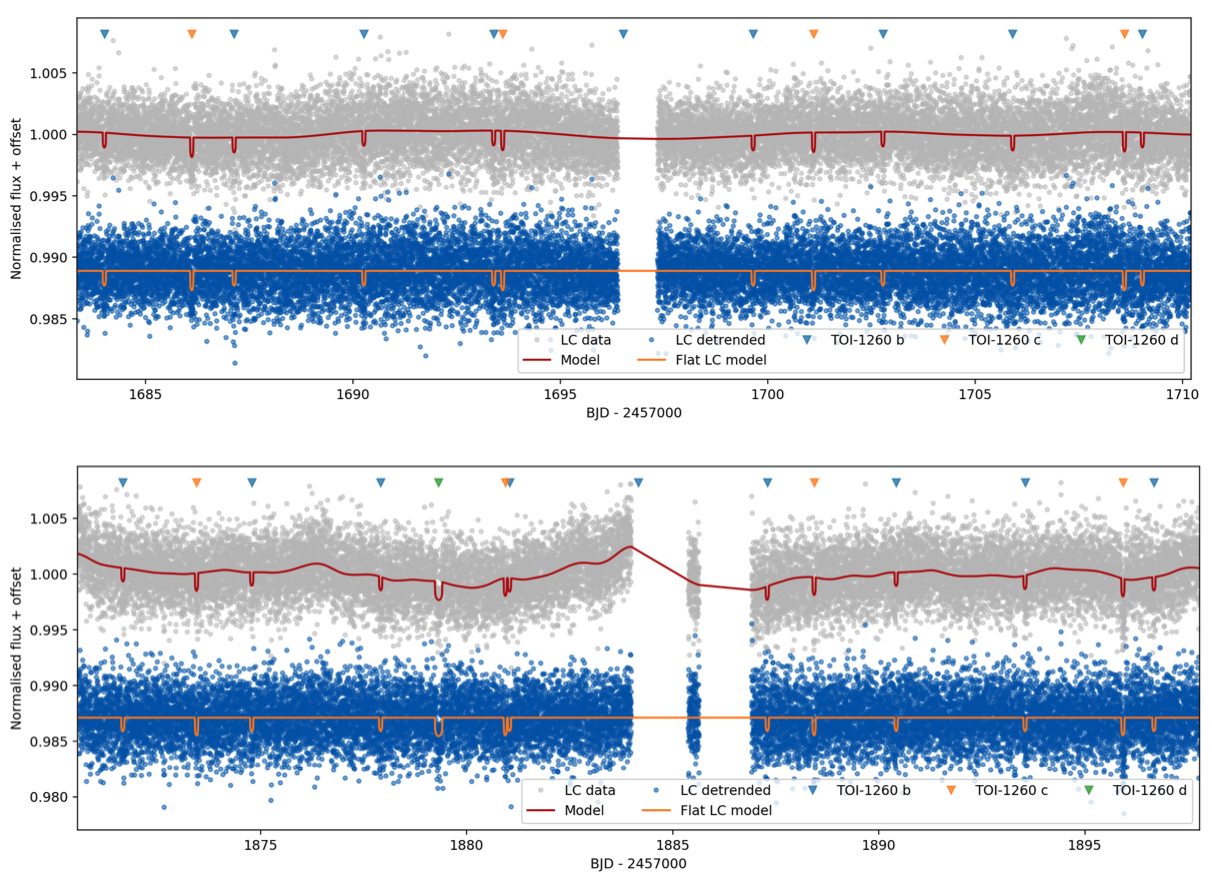 Normalised flux + offset
1.005
1.000
0.995
0.990
0.985
LC data LC detrended TOI-1260 b TOI-1260 c TOI-1260 d
Model Flat LC model
1685 1690 1695 1700 1705 1710
BJD - 2457000
Normalised flux + offset
1.005
1.000
0.995
0.990
0.985
0.980
LC data LC detrended TOI-1260 b TOI-1260 c TOI-1260 d
Model Flat LC model
1875 1880 1885 1890 1895
BJD - 2457000